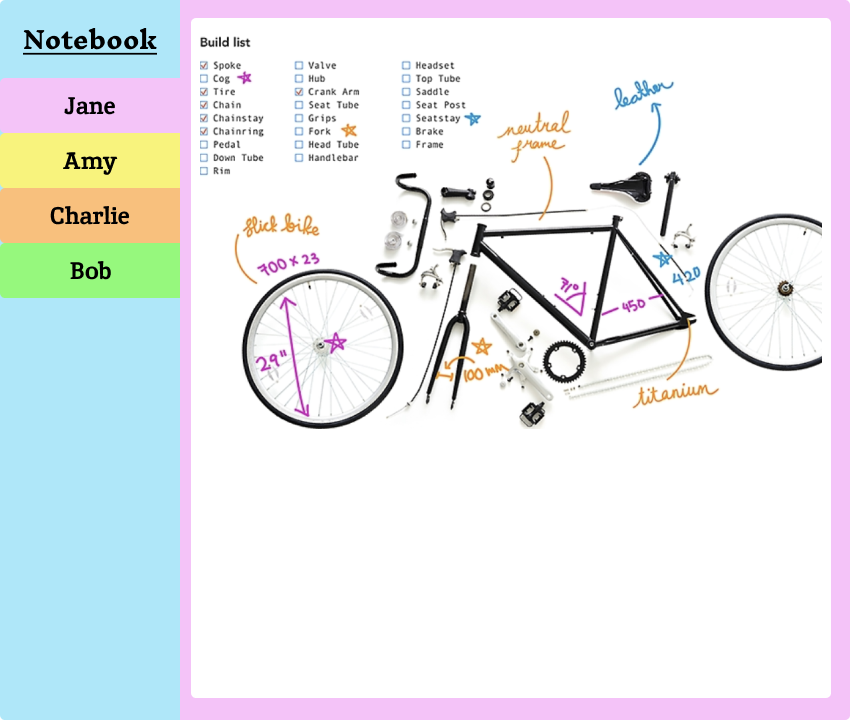 Notebook
Jane
Amy
Charlie
Bob
Build list
Spoke
Cog
Tire
Chain
Chainstay
Chainring
Pedal
Down Tube
Rim
Valve
Hub
Crank Arm
Seat Tube
Grips
Fork
Head Tube
Handlebar
Headset
Top Tube
Saddle
Seat Post
Seatstay
Brake
Frame
leather
neutral
frame
slick bike
700 x 23
29"
71°
450
420
100 mm
titanium